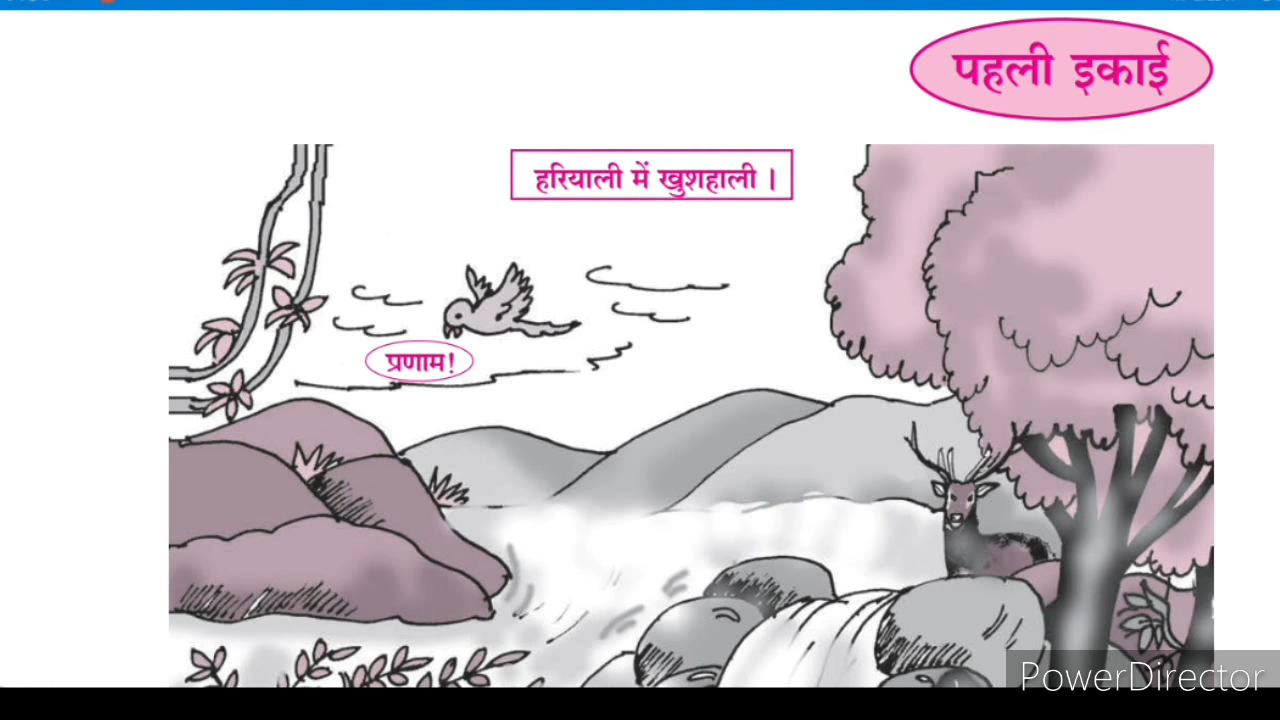 पहली इकाई
हरियाली में खुशहाली ।
प्रणाम!
PowerDirector